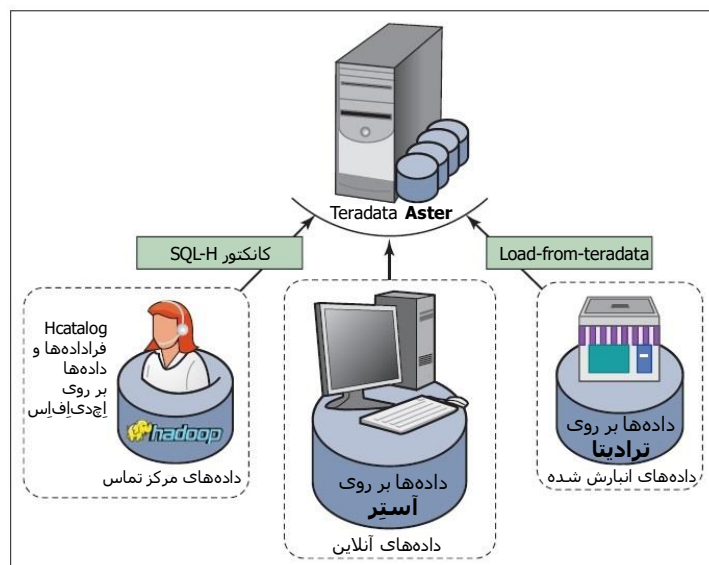 Teradata Aster
کانکتور SQL-H
Load-from-teradata
Hcatalog
فراداده‌ها و
داده‌ها
بر روی
اِچ‌دی‌اِف‌اِس
hadoop
داده‌های مرکز تماس
داده‌ها بر روی
آستِر
داده‌های آنلاین
داده‌ها بر روی
ترادیتا
داده‌های انبارش شده